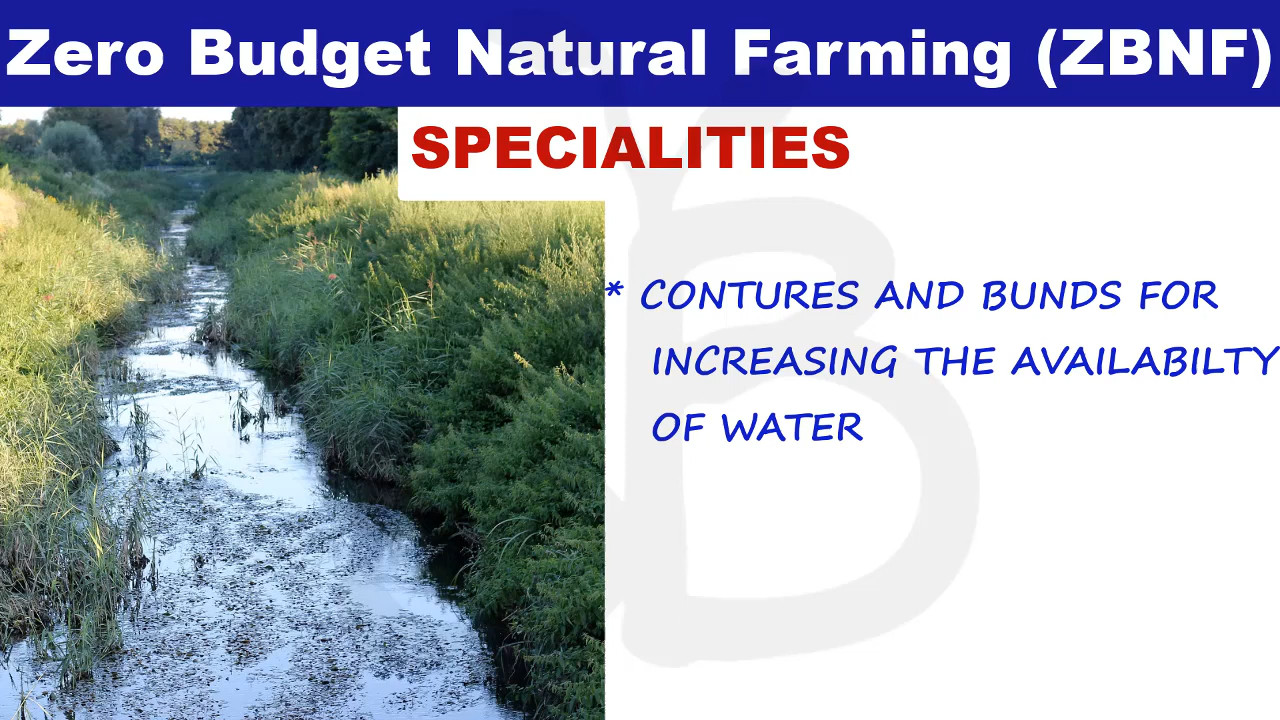 Zero Budget Natural Farming (ZBNF)
SPECIALITIES
* CONTURES AND BUNDS FOR
INCREASING THE AVAILABILTY
OF WATER